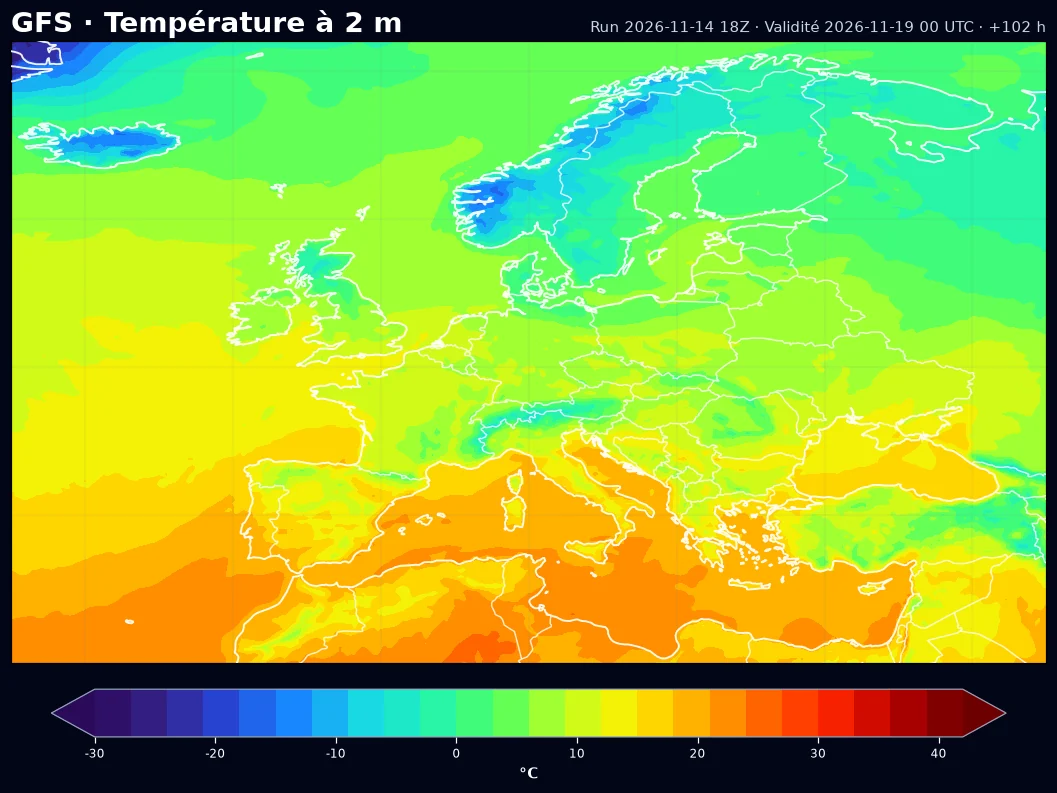 GFS · Température à 2 m
Run 2026-11-14 18Z · Validité 2026-11-19 00 UTC · +102 h
-30 -20 -10 0 10 20 30 40
°C